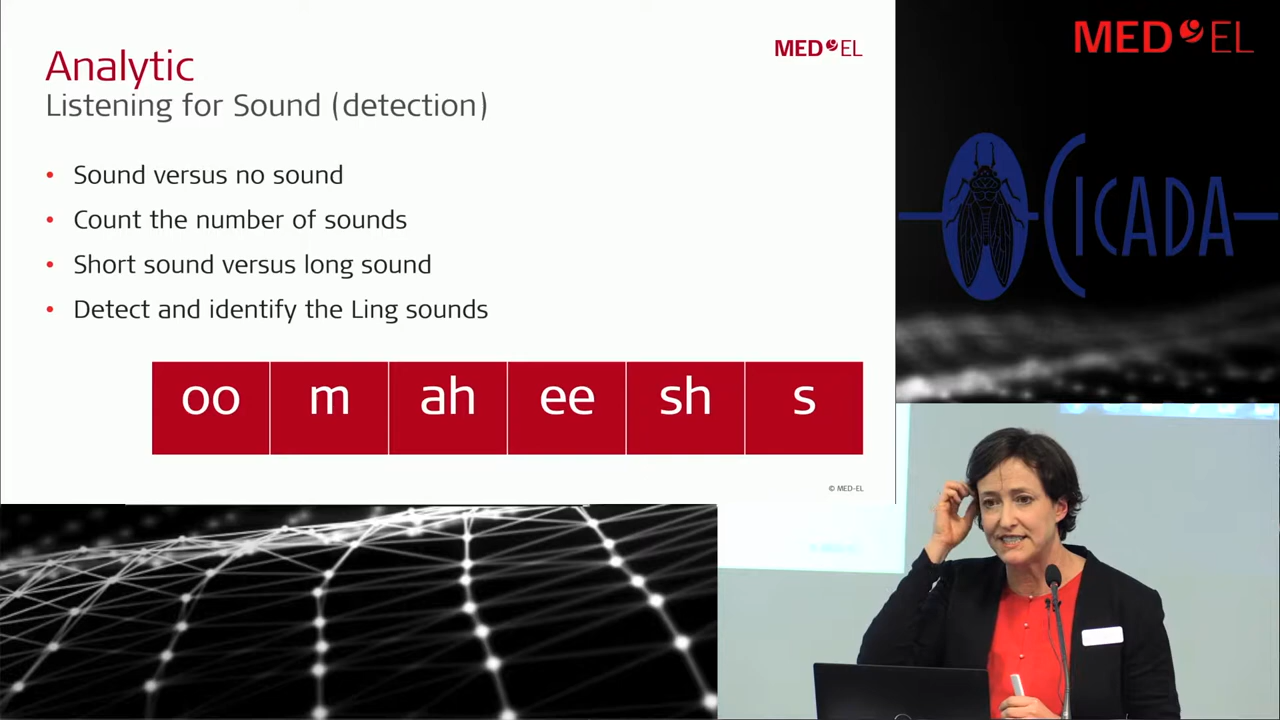 Analytic
Listening for Sound (detection)
MED EL
• Sound versus no sound
• Count the number of sounds
• Short sound versus long sound
• Detect and identify the Ling sounds
oo m ah ee sh s
© MED-EL
MED EL
CICADA